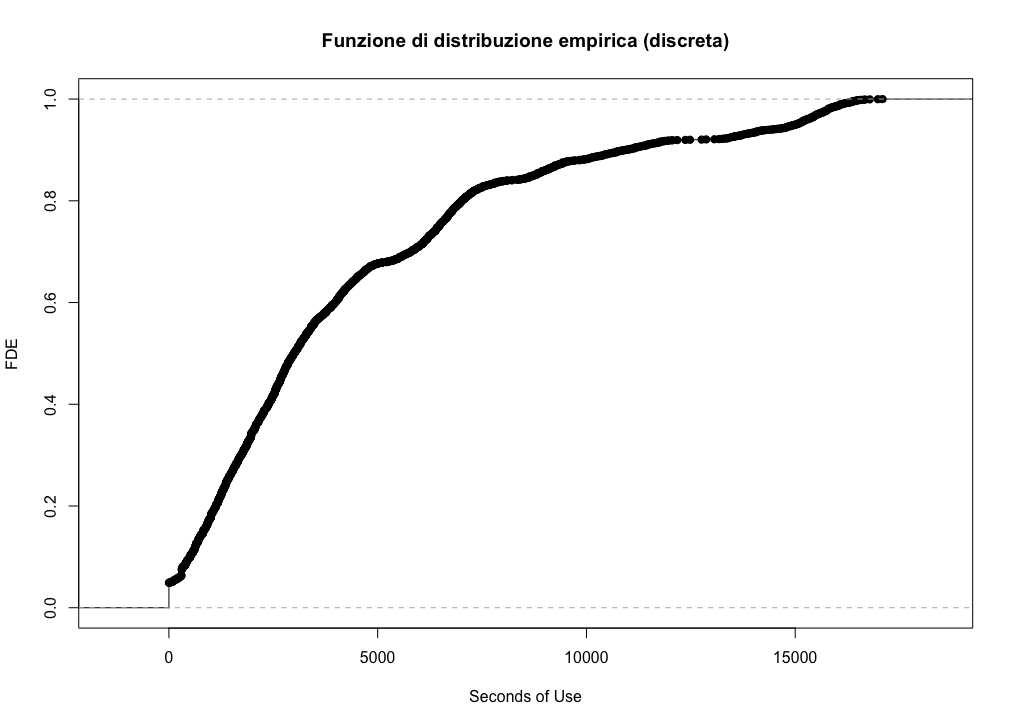 Funzione di distribuzione empirica (discreta)
FDE
1.0
0.8
0.6
0.4
0.2
0.0
0 5000 10000 15000
Seconds of Use